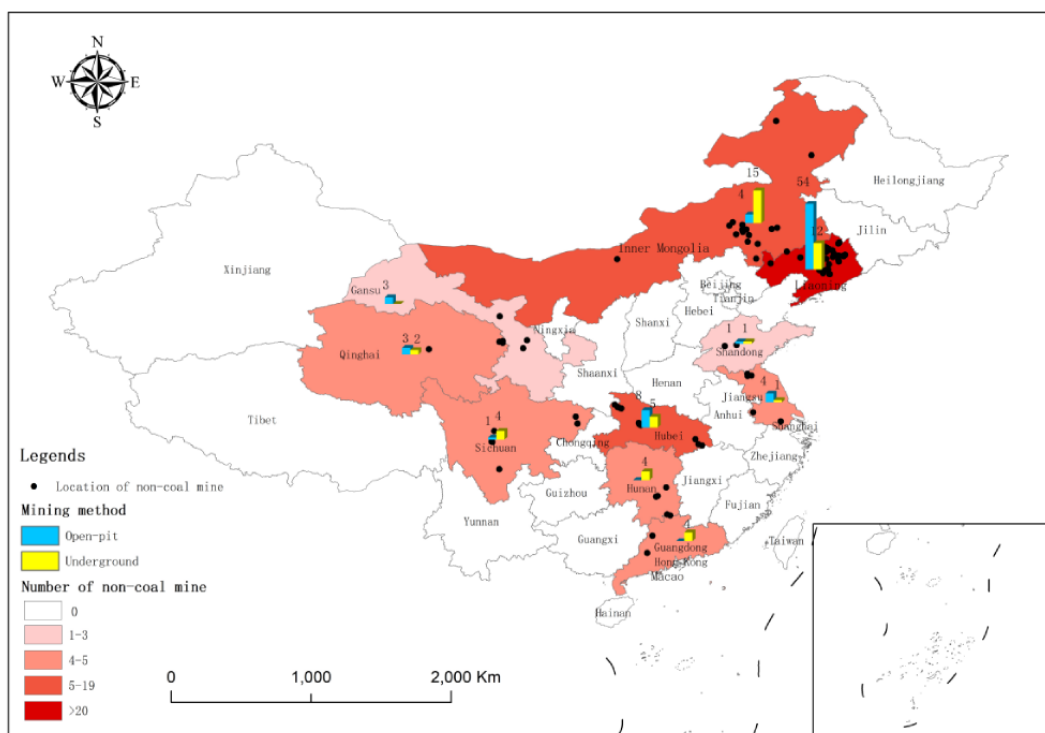 N
W E
S
Heilongjiang
15
54
4
Jilin
12
Inner Mongolia
Xinjiang
Liaoning
Beijing
Tianjin
Gansu
3
Hebei
Shanxi
Ningxia
1 1
Qinghai
3 2
Shandong
Shaanxi
Henan
4 1
Jiangsu
Anhui
8
5
Shanghai
Tibet
1 4
Hubei
Chongqing
Sichuan
Zhejiang
Legends
Location of non-coal mine
Mining method
Open-pit
Underground
Number of non-coal mine
0
1-3
4-5
5-19
>20
4
Hunan
Jiangxi
Guizhou
Fujian
Yunnan
4
Guangxi
Guangdong
Taiwan
Hong Kong
Macao
Hainan
0 1,000 2,000 Km